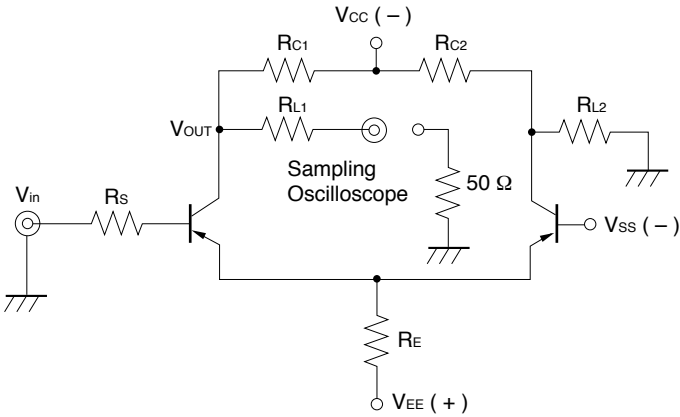 VCC ( – )
RC1
RC2
RL1
RL2
VOUT
Sampling
Oscilloscope
50 Ω
Vin
RS
VSS ( – )
RE
VEE ( + )